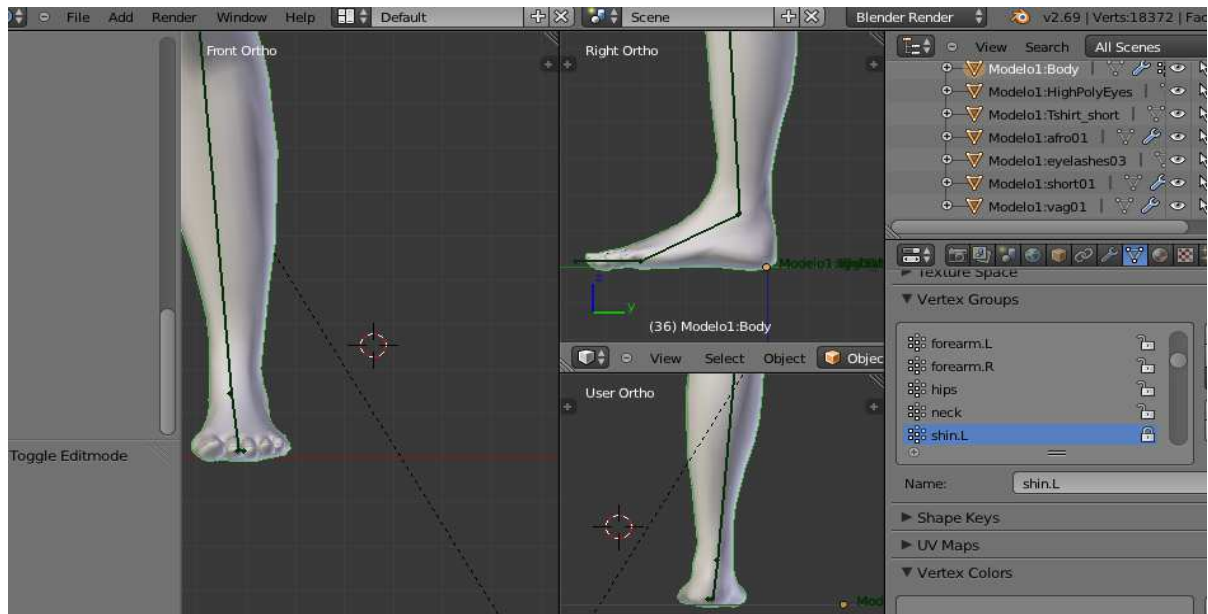 File Add Render Window Help Default Scene Blender Render v2.69 | Verts:18372 | Fac
Front Ortho
Right Ortho
View Search All Scenes
Modelo1:Body
Modelo1:HighPolyEyes
Modelo1:Tshirt_short
Modelo1:afro01
Modelo1:eyelashes03
Modelo1:short01
Modelo1:vag01
z
y
(36) Modelo1:Body
View Select Object Objec
User Ortho
Toggle Editmode
Texture Space
Vertex Groups
forearm.L
forearm.R
hips
neck
shin.L
Name: shin.L
Shape Keys
UV Maps
Vertex Colors